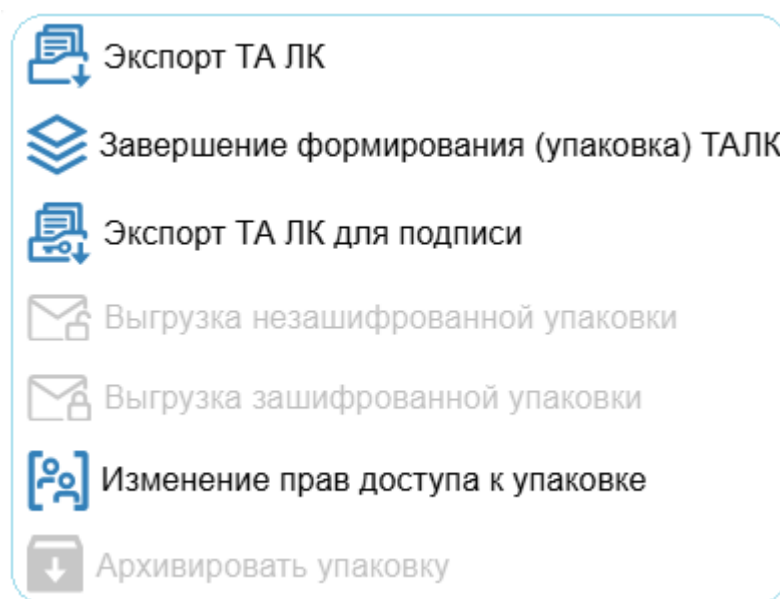 Экспорт ТА ЛК
Завершение формирования (упаковка) ТАЛК
Экспорт ТА ЛК для подписи
Выгрузка незашифрованной упаковки
Выгрузка зашифрованной упаковки
Изменение прав доступа к упаковке
Архивировать упаковку